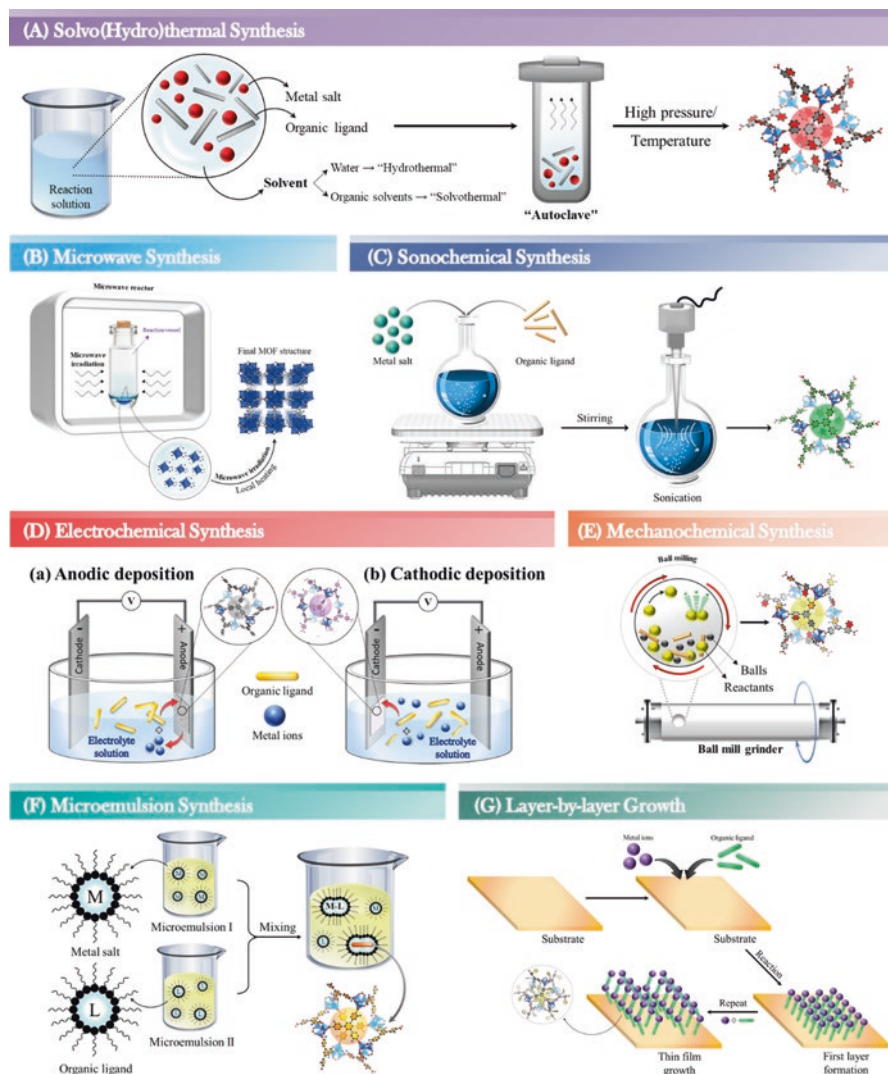 (A) Solvo(Hydro)thermal Synthesis
Reaction
solution
Metal salt
Organic ligand
Solvent
Water → “Hydrothermal”
Organic solvents → “Solvothermal”
“Autoclave”
High pressure/
Temperature
(B) Microwave Synthesis
Microwave reactor
Reaction vessel
Microwave
irradiation
Final MOF structure
Microwave irradiation
Local heating
(C) Sonochemical Synthesis
Metal salt
Organic ligand
Stirring
Sonication
(D) Electrochemical Synthesis
(a) Anodic deposition
V
-
+
Cathode
Anode
Electrolyte
solution
Organic ligand
Metal ions
(b) Cathodic deposition
V
-
+
Cathode
Anode
Electrolyte
solution
(E) Mechanochemical Synthesis
Ball milling
Balls
Reactants
Ball mill grinder
(F) Microemulsion Synthesis
M
Metal salt
M
M
M
M
Microemulsion I
L
Organic ligand
L
L
L
L
Microemulsion II
Mixing
M-L
M
L
(G) Layer-by-layer Growth
Substrate
Metal ions
Organic ligand
Substrate
Reaction
First layer
formation
Repeat
Thin film
growth